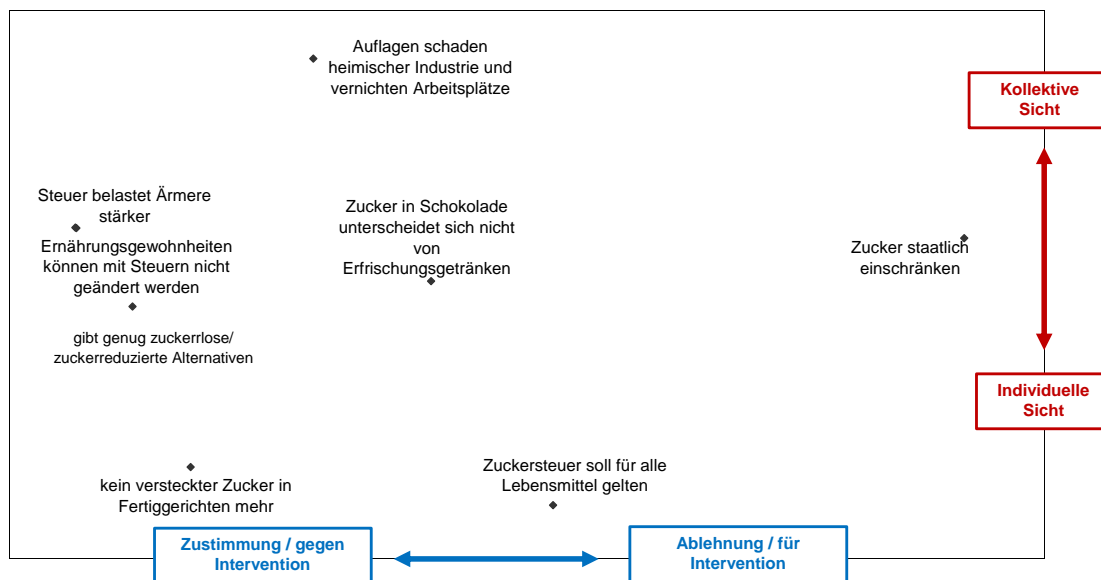 Auflagen schaden
heimischer Industrie und
vernichten Arbeitsplätze
Kollektive
Sicht
Steuer belastet Ärmere
stärker
Ernährungsgewohnheiten
können mit Steuern nicht
geändert werden
gibt genug zuckerrlose/
zuckerreduzierte Alternativen
Zucker in Schokolade
unterscheidet sich nicht
von
Erfrischungsgetränken
Zucker staatlich
einschränken
Individuelle
Sicht
kein versteckter Zucker in
Fertiggerichten mehr
Zuckersteuer soll für alle
Lebensmittel gelten
Zustimmung / gegen
Intervention
Ablehnung / für
Intervention